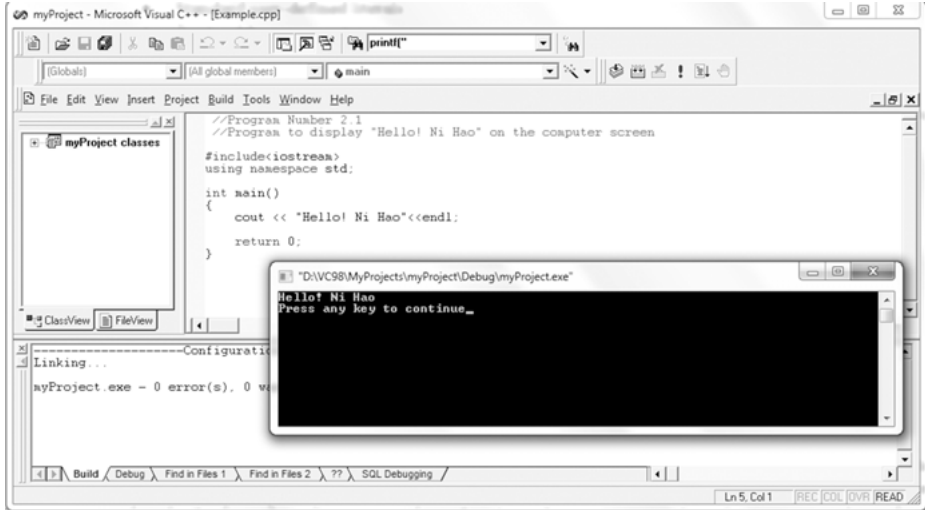 myProject - Microsoft Visual C++ - [Example.cpp]
printf("
(Globals)
(All global members)
main
File Edit View Insert Project Build Tools Window Help
myProject classes
//Program Number 2.1
//Program to display "Hello! Ni Hao" on the computer screen
#include<iostream>
using namespace std;
int main()
{
cout << "Hello! Ni Hao"<<endl;
return 0;
}
ClassView FileView
"D:\VC98\MyProjects\myProject\Debug\myProject.exe"
Hello! Ni Hao
Press any key to continue_
--------------------Configuratio
Linking...
myProject.exe - 0 error(s), 0 wa
Build Debug Find in Files 1 Find in Files 2 ?? SQL Debugging
Ln 5, Col 1 REC COL OVR READ